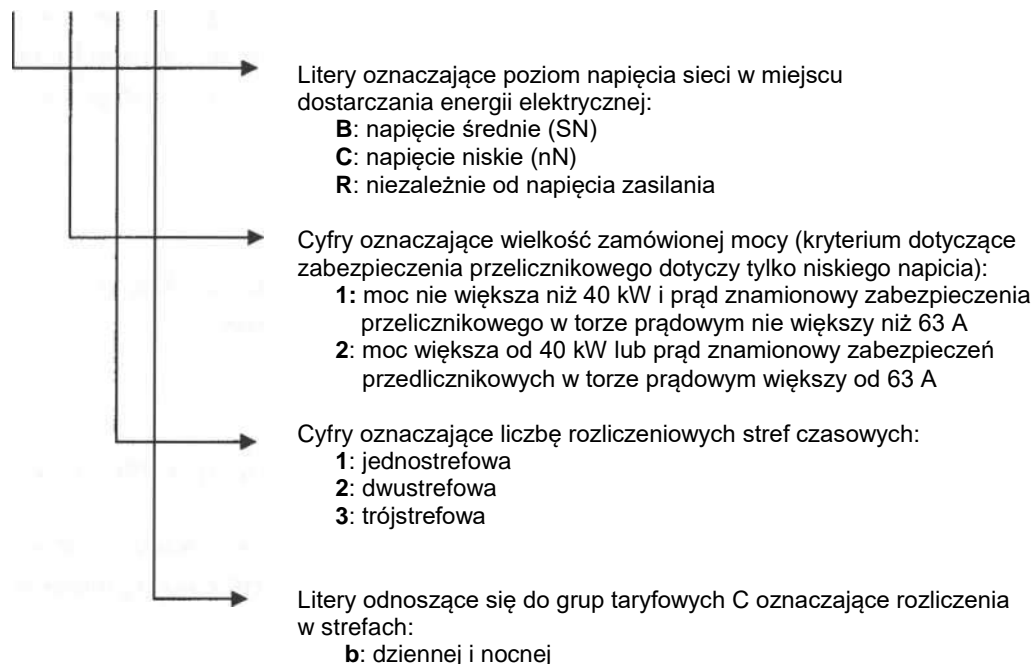 Litery oznaczające poziom napięcia sieci w miejscu
dostarczania energii elektrycznej:
B: napięcie średnie (SN)
C: napięcie niskie (nN)
R: niezależnie od napięcia zasilania
Cyfry oznaczające wielkość zamówionej mocy (kryterium dotyczące
zabezpieczenia przelicznikowego dotyczy tylko niskiego napicia):
1: moc nie większa niż 40 kW i prąd znamionowy zabezpieczenia
przelicznikowego w torze prądowym nie większy niż 63 A
2: moc większa od 40 kW lub prąd znamionowy zabezpieczeń
przedlicznikowych w torze prądowym większy od 63 A
Cyfry oznaczające liczbę rozliczeniowych stref czasowych:
1: jednostrefowa
2: dwustrefowa
3: trójstrefowa
Litery odnoszące się do grup taryfowych C oznaczające rozliczenia
w strefach:
b: dziennej i nocnej